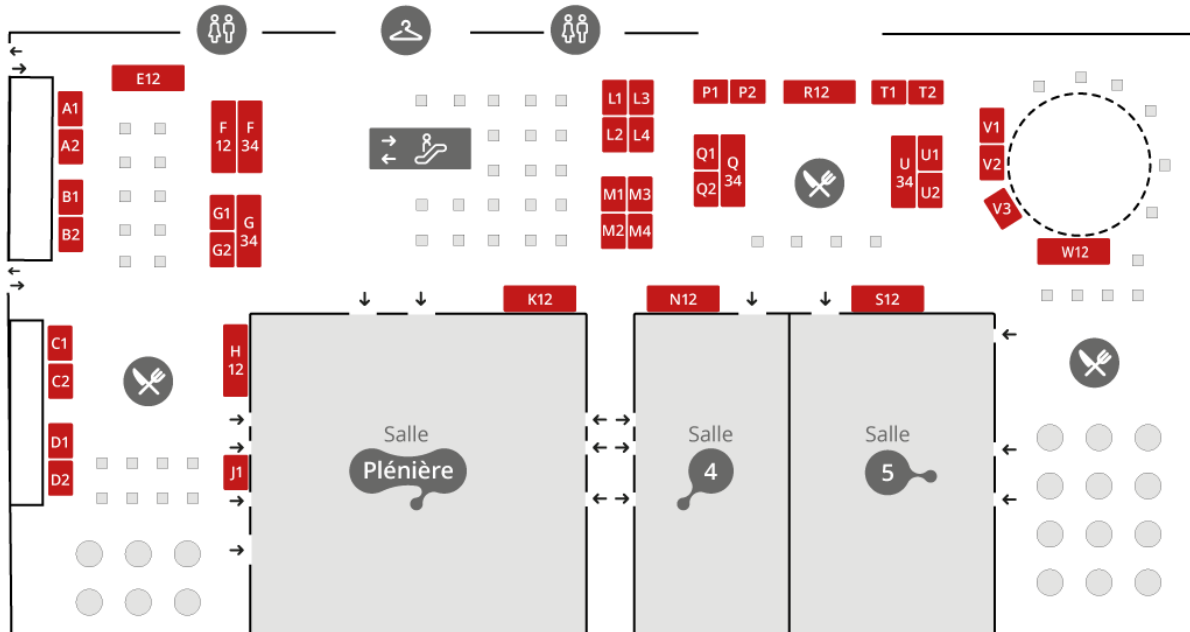 E12
A1
A2
B1
B2
F
12
F
34
G1
G2
G
34
L1
L3
L2
L4
M1
M3
M2
M4
P1
P2
R12
T1
T2
Q1
Q2
Q
34
U
34
U1
U2
V1
V2
V3
W12
K12
N12
S12
C1
C2
D1
D2
H
12
J1
Salle
Plénière
Salle
4
Salle
5